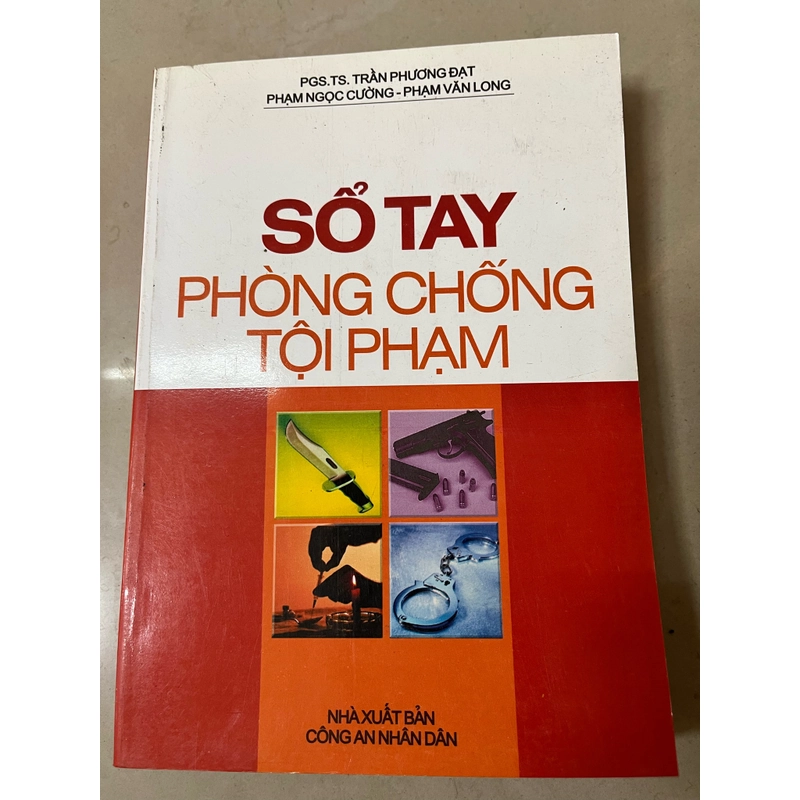 PGS.TS. TRẦN PHƯƠNG ĐẠT
PHẠM NGỌC CƯỜNG - PHẠM VĂN LONG
SỔ TAY
PHÒNG CHỐNG
TỘI PHẠM
NHÀ XUẤT BẢN
CÔNG AN NHÂN DÂN